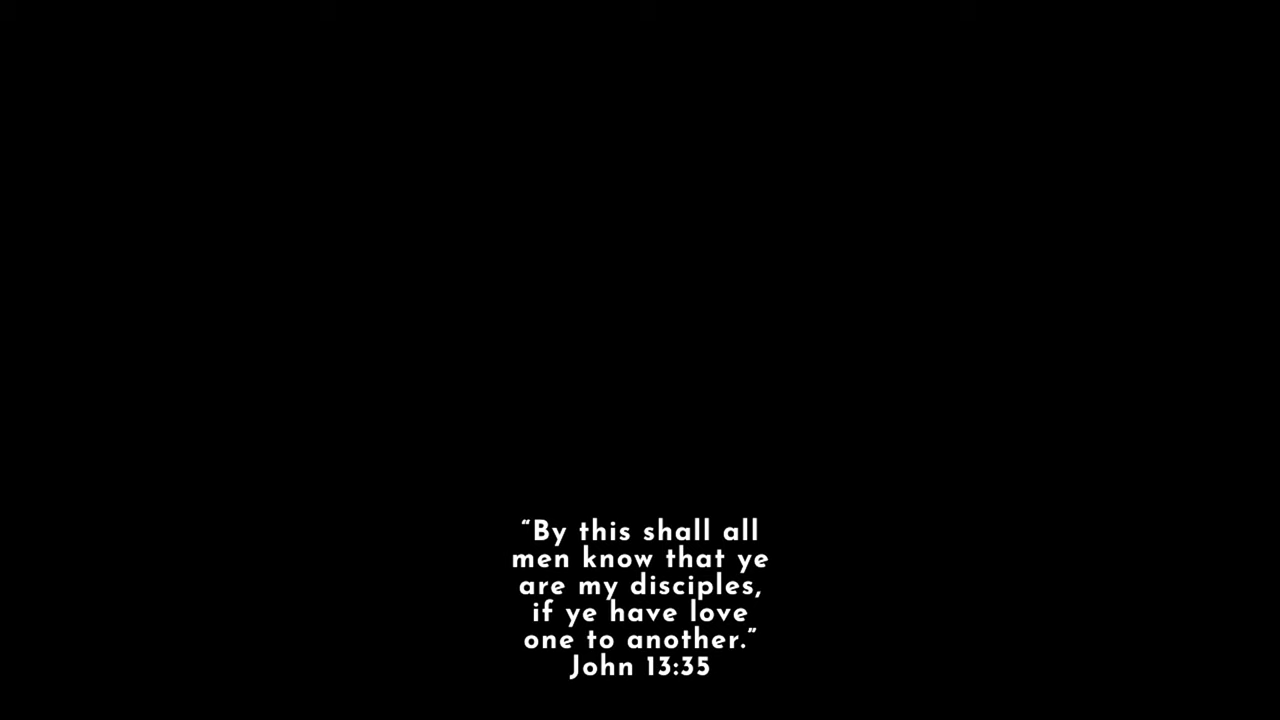 “By this shall all
men know that ye
are my disciples,
if ye have love
one to another.”
John 13:35